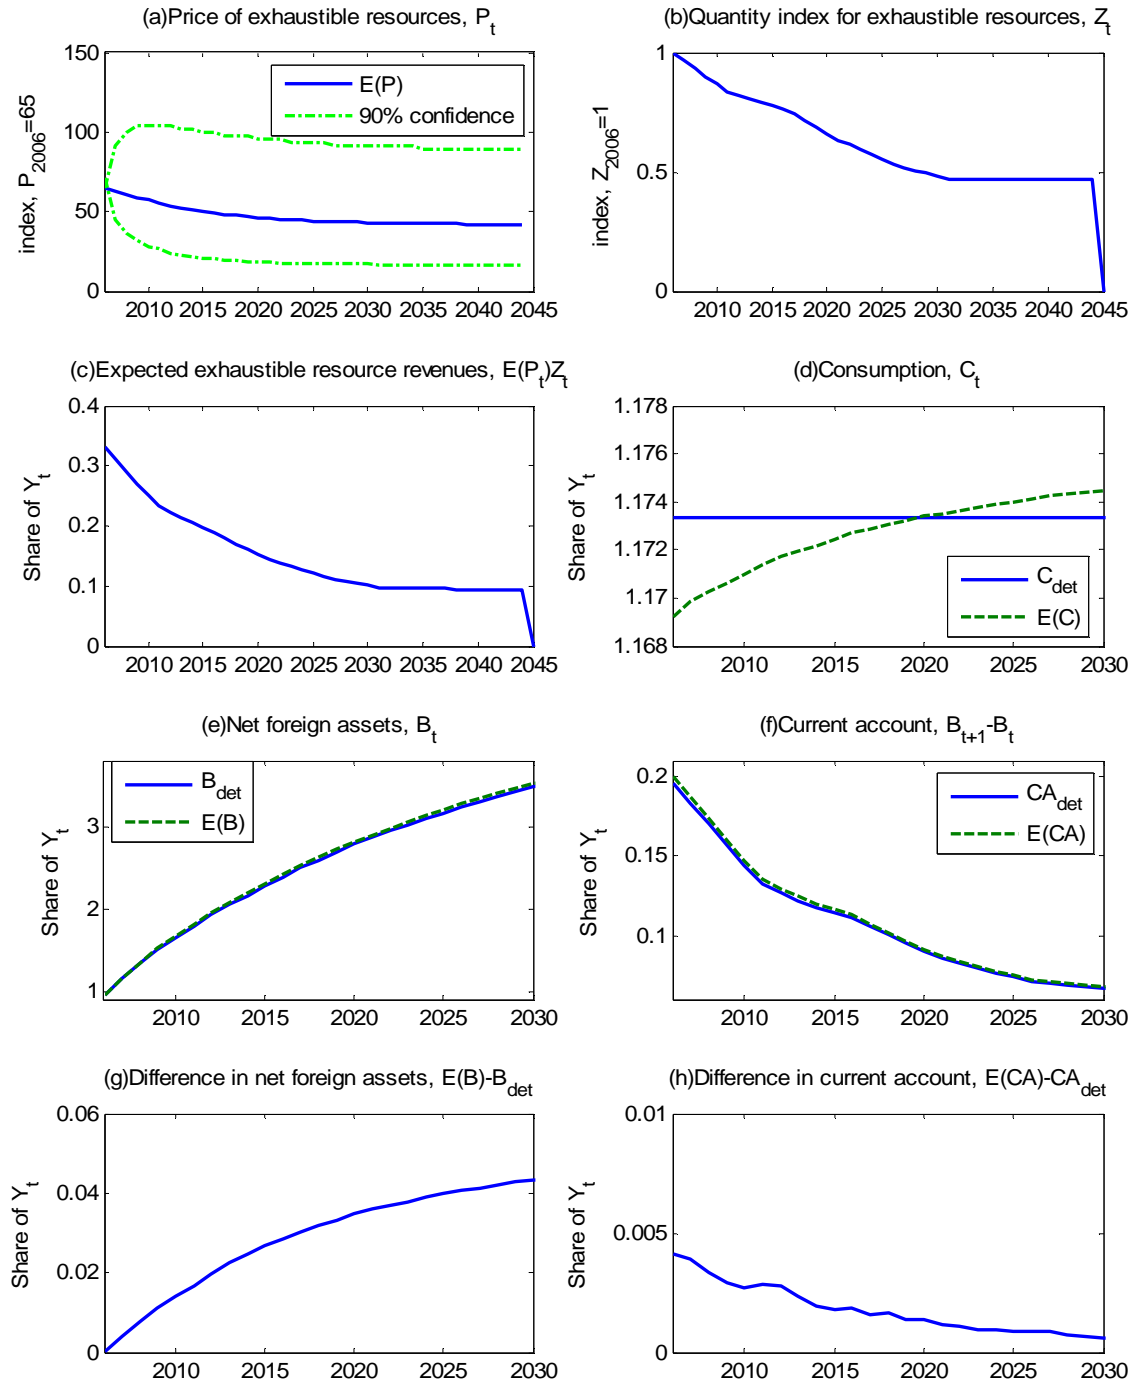 (a)Price of exhaustible resources, P_t
index, P_2006=65
150
100
50
0
E(P)
90% confidence
2010 2015 2020 2025 2030 2035 2040 2045
(b)Quantity index for exhaustible resources, Z_t
index, Z_2006=1
1
0.5
0
2010 2015 2020 2025 2030 2035 2040 2045
(c)Expected exhaustible resource revenues, E(P_t)Z_t
Share of Y_t
0.4
0.3
0.2
0.1
0
2010 2015 2020 2025 2030 2035 2040 2045
(d)Consumption, C_t
Share of Y_t
1.178
1.176
1.174
1.172
1.17
1.168
C_det
E(C)
2010 2015 2020 2025 2030
(e)Net foreign assets, B_t
Share of Y_t
B_det
E(B)
3
2
1
2010 2015 2020 2025 2030
(f)Current account, B_t+1-B_t
Share of Y_t
0.2
0.15
0.1
CA_det
E(CA)
2010 2015 2020 2025 2030
(g)Difference in net foreign assets, E(B)-B_det
Share of Y_t
0.06
0.04
0.02
0
2010 2015 2020 2025 2030
(h)Difference in current account, E(CA)-CA_det
Share of Y_t
0.01
0.005
0
2010 2015 2020 2025 2030